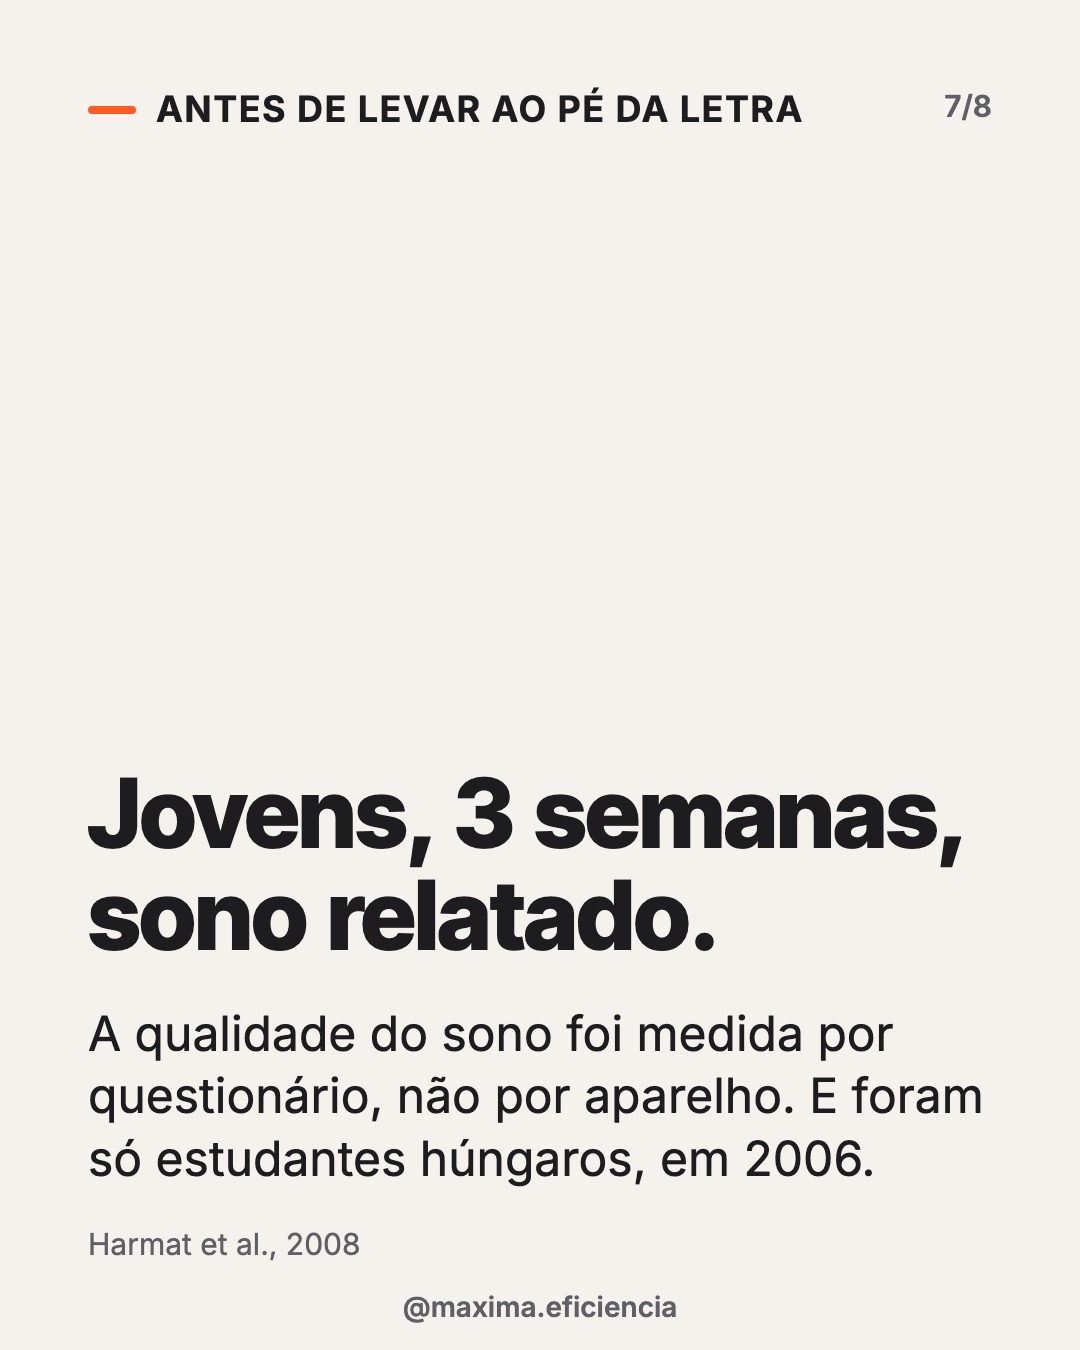 ANTES DE LEVAR AO PÉ DA LETRA
7/8
Jovens, 3 semanas,
sono relatado.
A qualidade do sono foi medida por
questionário, não por aparelho. E foram
só estudantes húngaros, em 2006.
Harmat et al., 2008
@maxima.eficiencia